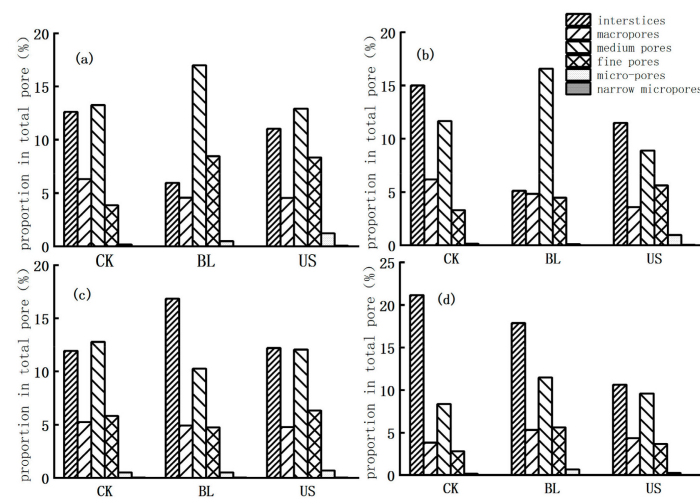 interstices
macropores
medium pores
fine pores
micro-pores
narrow micropores
(a)
proportion in total pore (%)
20
15
10
5
0
CK BL US
(b)
proportion in total pore (%)
20
15
10
5
0
CK BL US
(c)
proportion in total pore (%)
20
15
10
5
0
CK BL US
(d)
proportion in total pore (%)
25
20
15
10
5
0
CK BL US